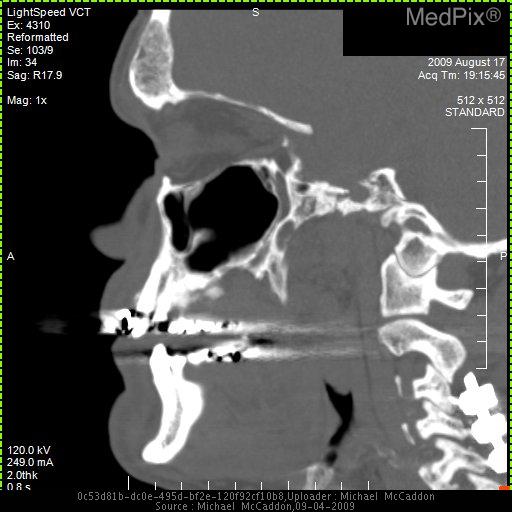 LightSpeed VCT
Ex: 4310
Reformatted
Se: 103/9
Im: 34
Sag: R17.9
Mag: 1x
S
MedPix®
2009 August 17
Acq Tm: 19:15:45
512 x 512
STANDARD
A
P
120.0 kV
249.0 mA
2.0thk
0.8 s
0c53d81b-dc0e-495d-bf2e-120f92cf10b8,Uploader : Michael McCaddon
Source : Michael McCaddon,09-04-2009